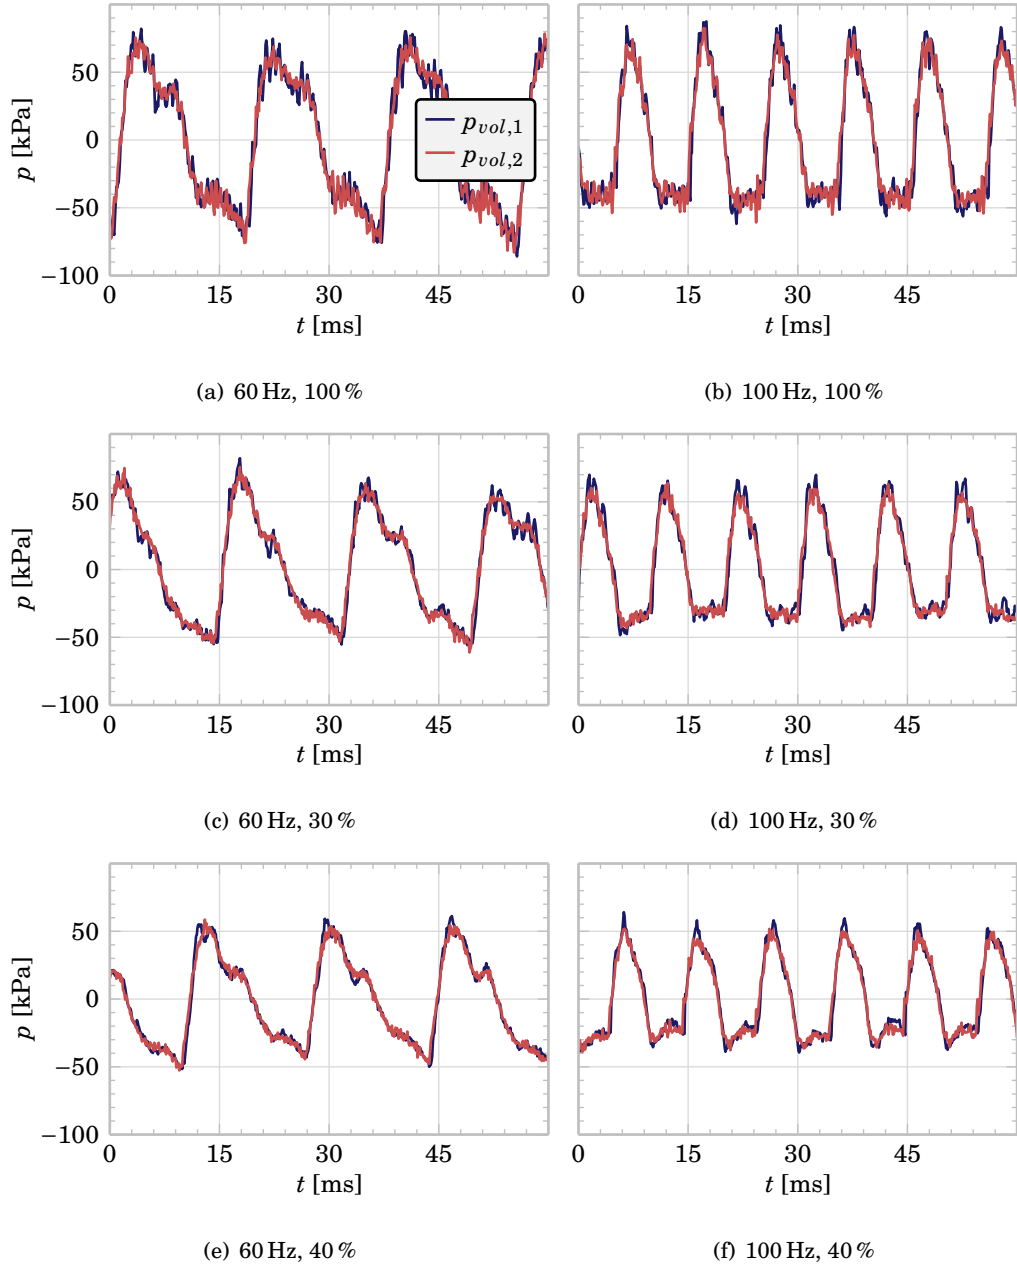 50
0
−50
−100
p [kPa]
0 15 30 45
t [ms]
p_{vol,1}
p_{vol,2}
(a) 60 Hz, 100 %
0 15 30 45
t [ms]
(b) 100 Hz, 100 %
50
0
−50
−100
p [kPa]
0 15 30 45
t [ms]
(c) 60 Hz, 30 %
0 15 30 45
t [ms]
(d) 100 Hz, 30 %
50
0
−50
−100
p [kPa]
0 15 30 45
t [ms]
(e) 60 Hz, 40 %
0 15 30 45
t [ms]
(f) 100 Hz, 40 %